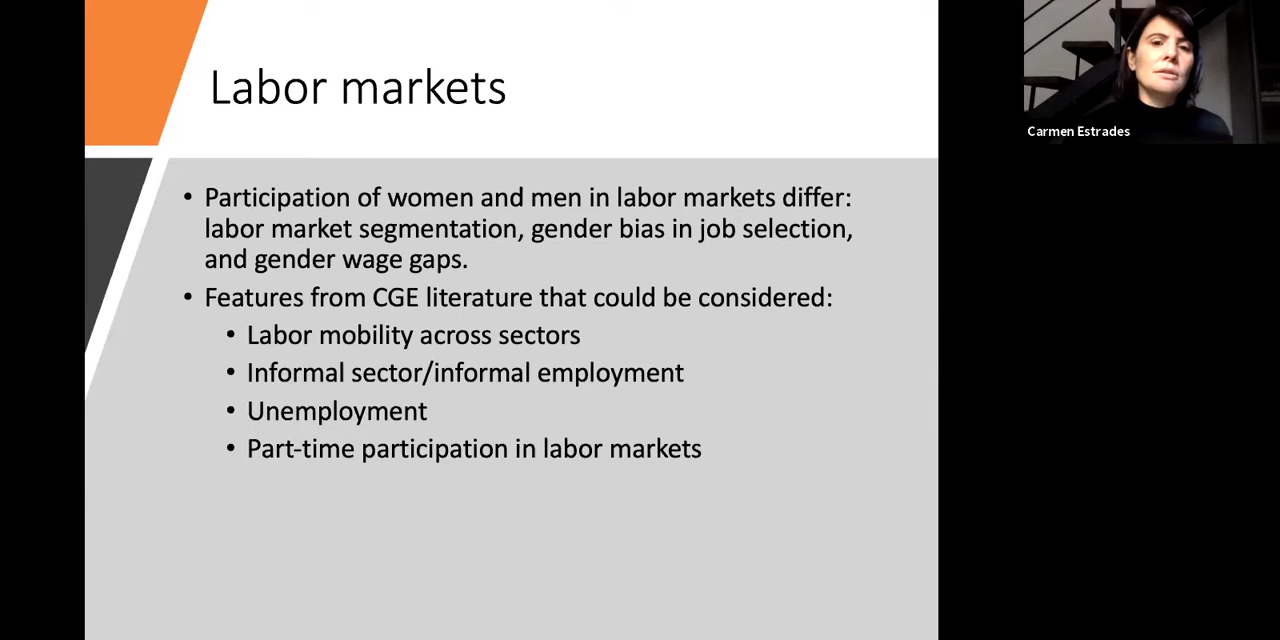 Labor markets
• Participation of women and men in labor markets differ:
labor market segmentation, gender bias in job selection,
and gender wage gaps.
• Features from CGE literature that could be considered:
• Labor mobility across sectors
• Informal sector/informal employment
• Unemployment
• Part-time participation in labor markets
Carmen Estrades